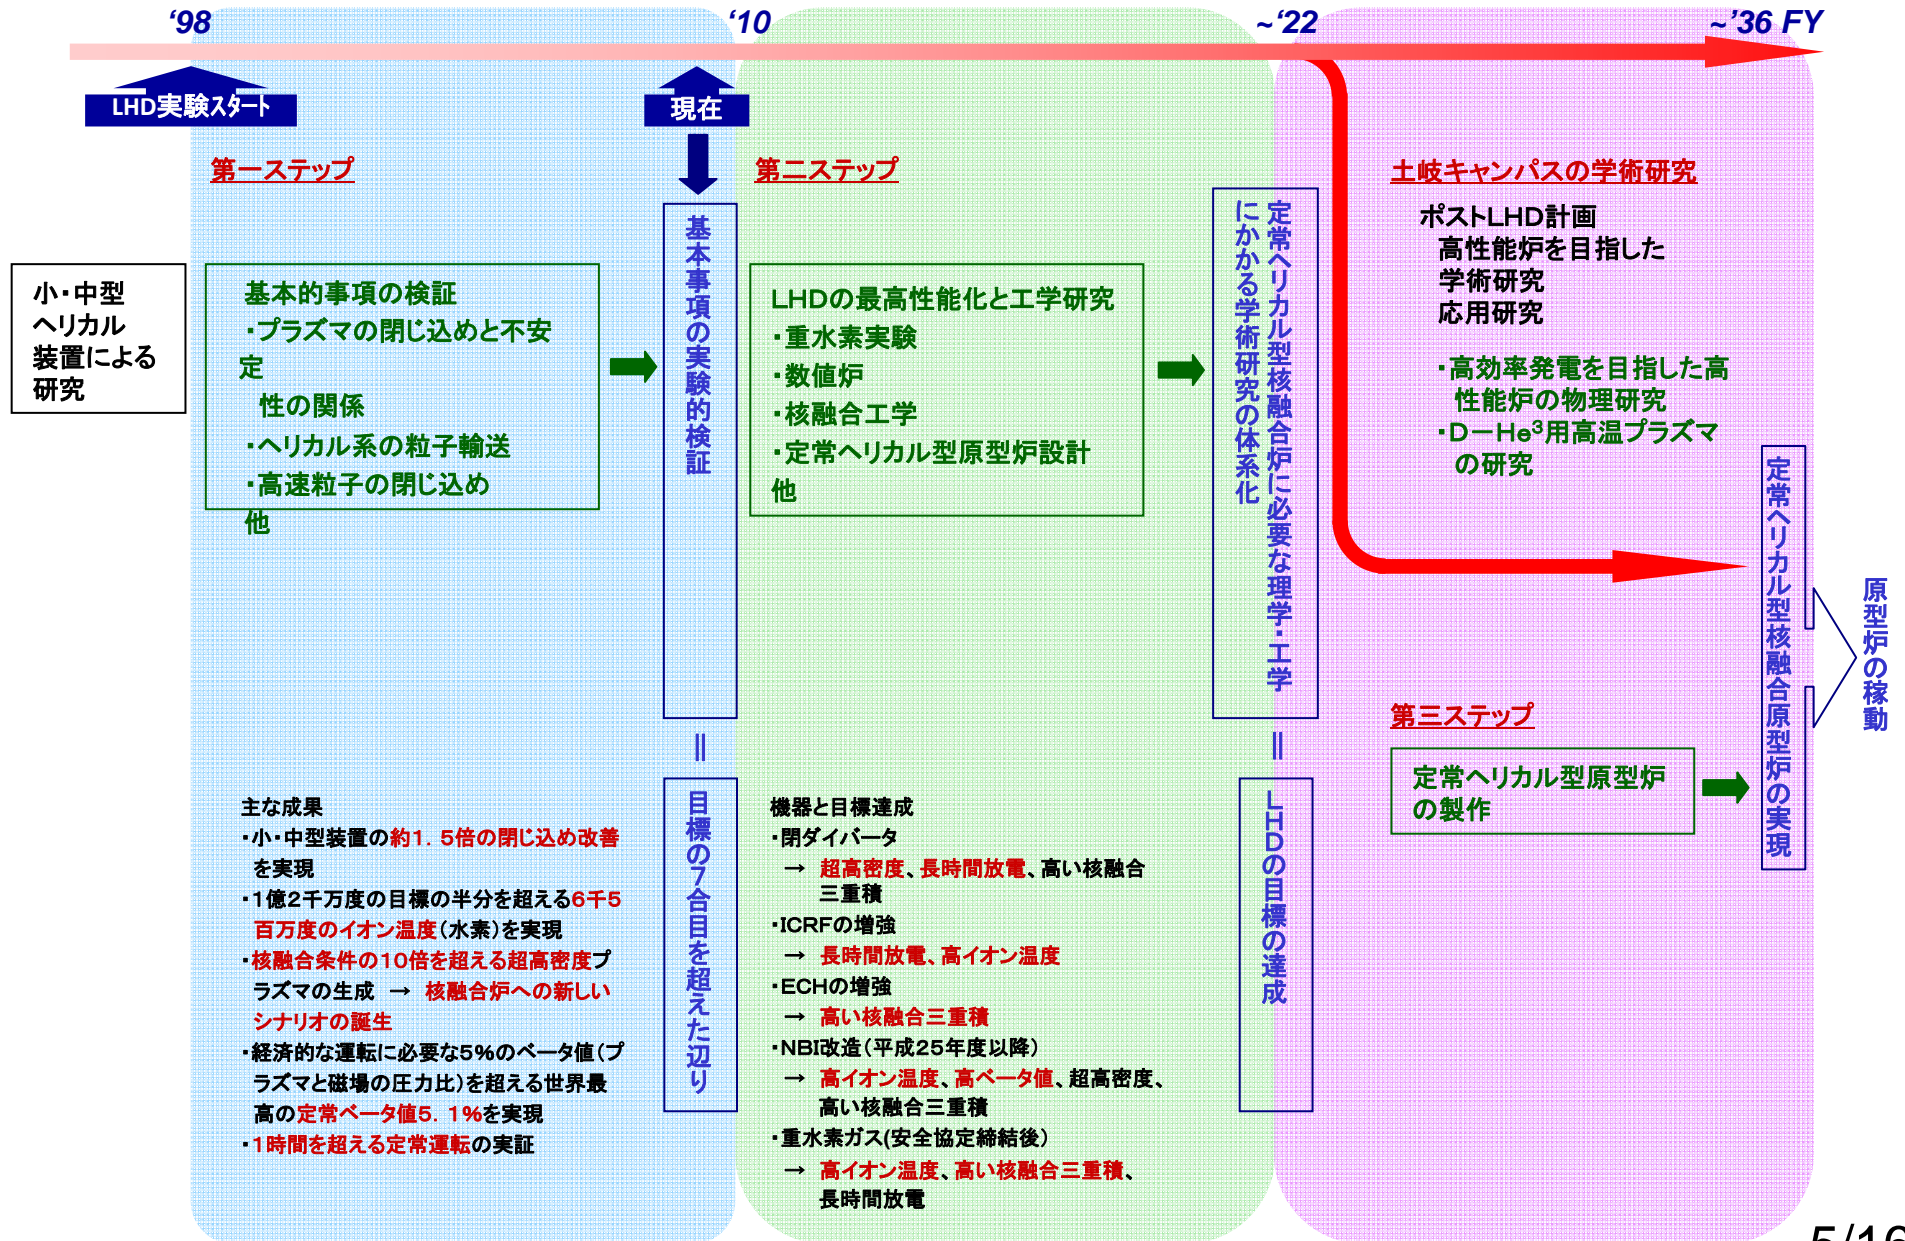 ‘98
‘10
~‘22
~’36 FY
LHD実験スタート
現在
小・中型
ヘリカル
装置による
研究
第一ステップ
基本的事項の検証
・プラズマの閉じ込めと不安
定
性の関係
・ヘリカル系の粒子輸送
・高速粒子の閉じ込め
他
基本事項の実験的検証
＝
目標の7合目を超えた辺り
主な成果
・小・中型装置の約1．5倍の閉じ込め改善
を実現
・1億2千万度の目標の半分を超える6千5
百万度のイオン温度（水素）を実現
・核融合条件の10倍を超える超高密度プ
ラズマの生成 → 核融合炉への新しい
シナリオの誕生
・経済的な運転に必要な5%のベータ値（プ
ラズマと磁場の圧力比）を超える世界最
高の定常ベータ値5．1%を実現
・1時間を超える定常運転の実証
第二ステップ
LHDの最高性能化と工学研究
・重水素実験
・数値炉
・核融合工学
・定常ヘリカル型原型炉設計
他
定常ヘリカル型核融合炉に必要な理学・工学
にかかる学術研究の体系化
＝
LHDの目標の達成
機器と目標達成
・閉ダイバータ
→ 超高密度、長時間放電、高い核融合
三重積
・ICRFの増強
→ 長時間放電、高イオン温度
・ECHの増強
→ 高い核融合三重積
・NBI改造（平成25年度以降）
→ 高イオン温度、高ベータ値、超高密度、
高い核融合三重積
・重水素ガス(安全協定締結後）
→ 高イオン温度、高い核融合三重積、
長時間放電
土岐キャンパスの学術研究
ポストLHD計画
高性能炉を目指した
学術研究
応用研究
・高効率発電を目指した高
性能炉の物理研究
・D－He³用高温プラズマ
の研究
第三ステップ
定常ヘリカル型原型炉
の製作
定常ヘリカル型核融合原型炉の実現
原型炉の稼動